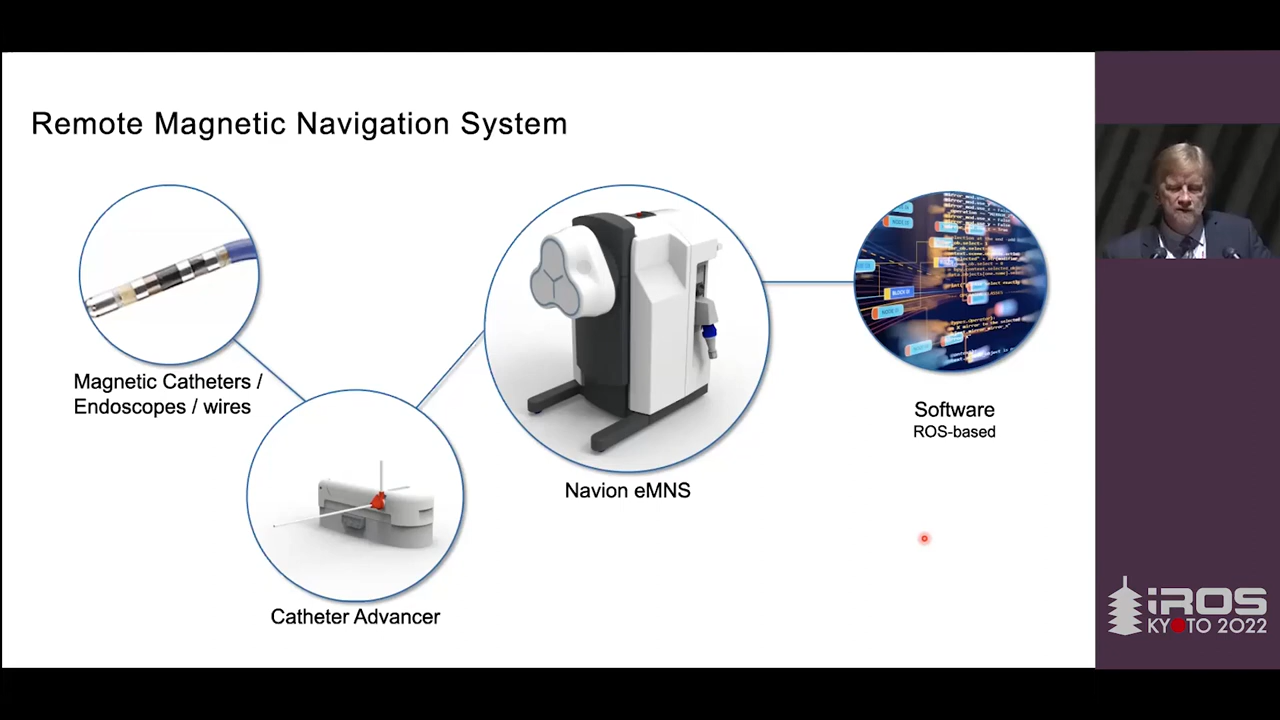 Remote Magnetic Navigation System
Magnetic Catheters /
Endoscopes / wires
Catheter Advancer
Navion eMNS
Software
ROS-based
iROS
KYOTO 2022